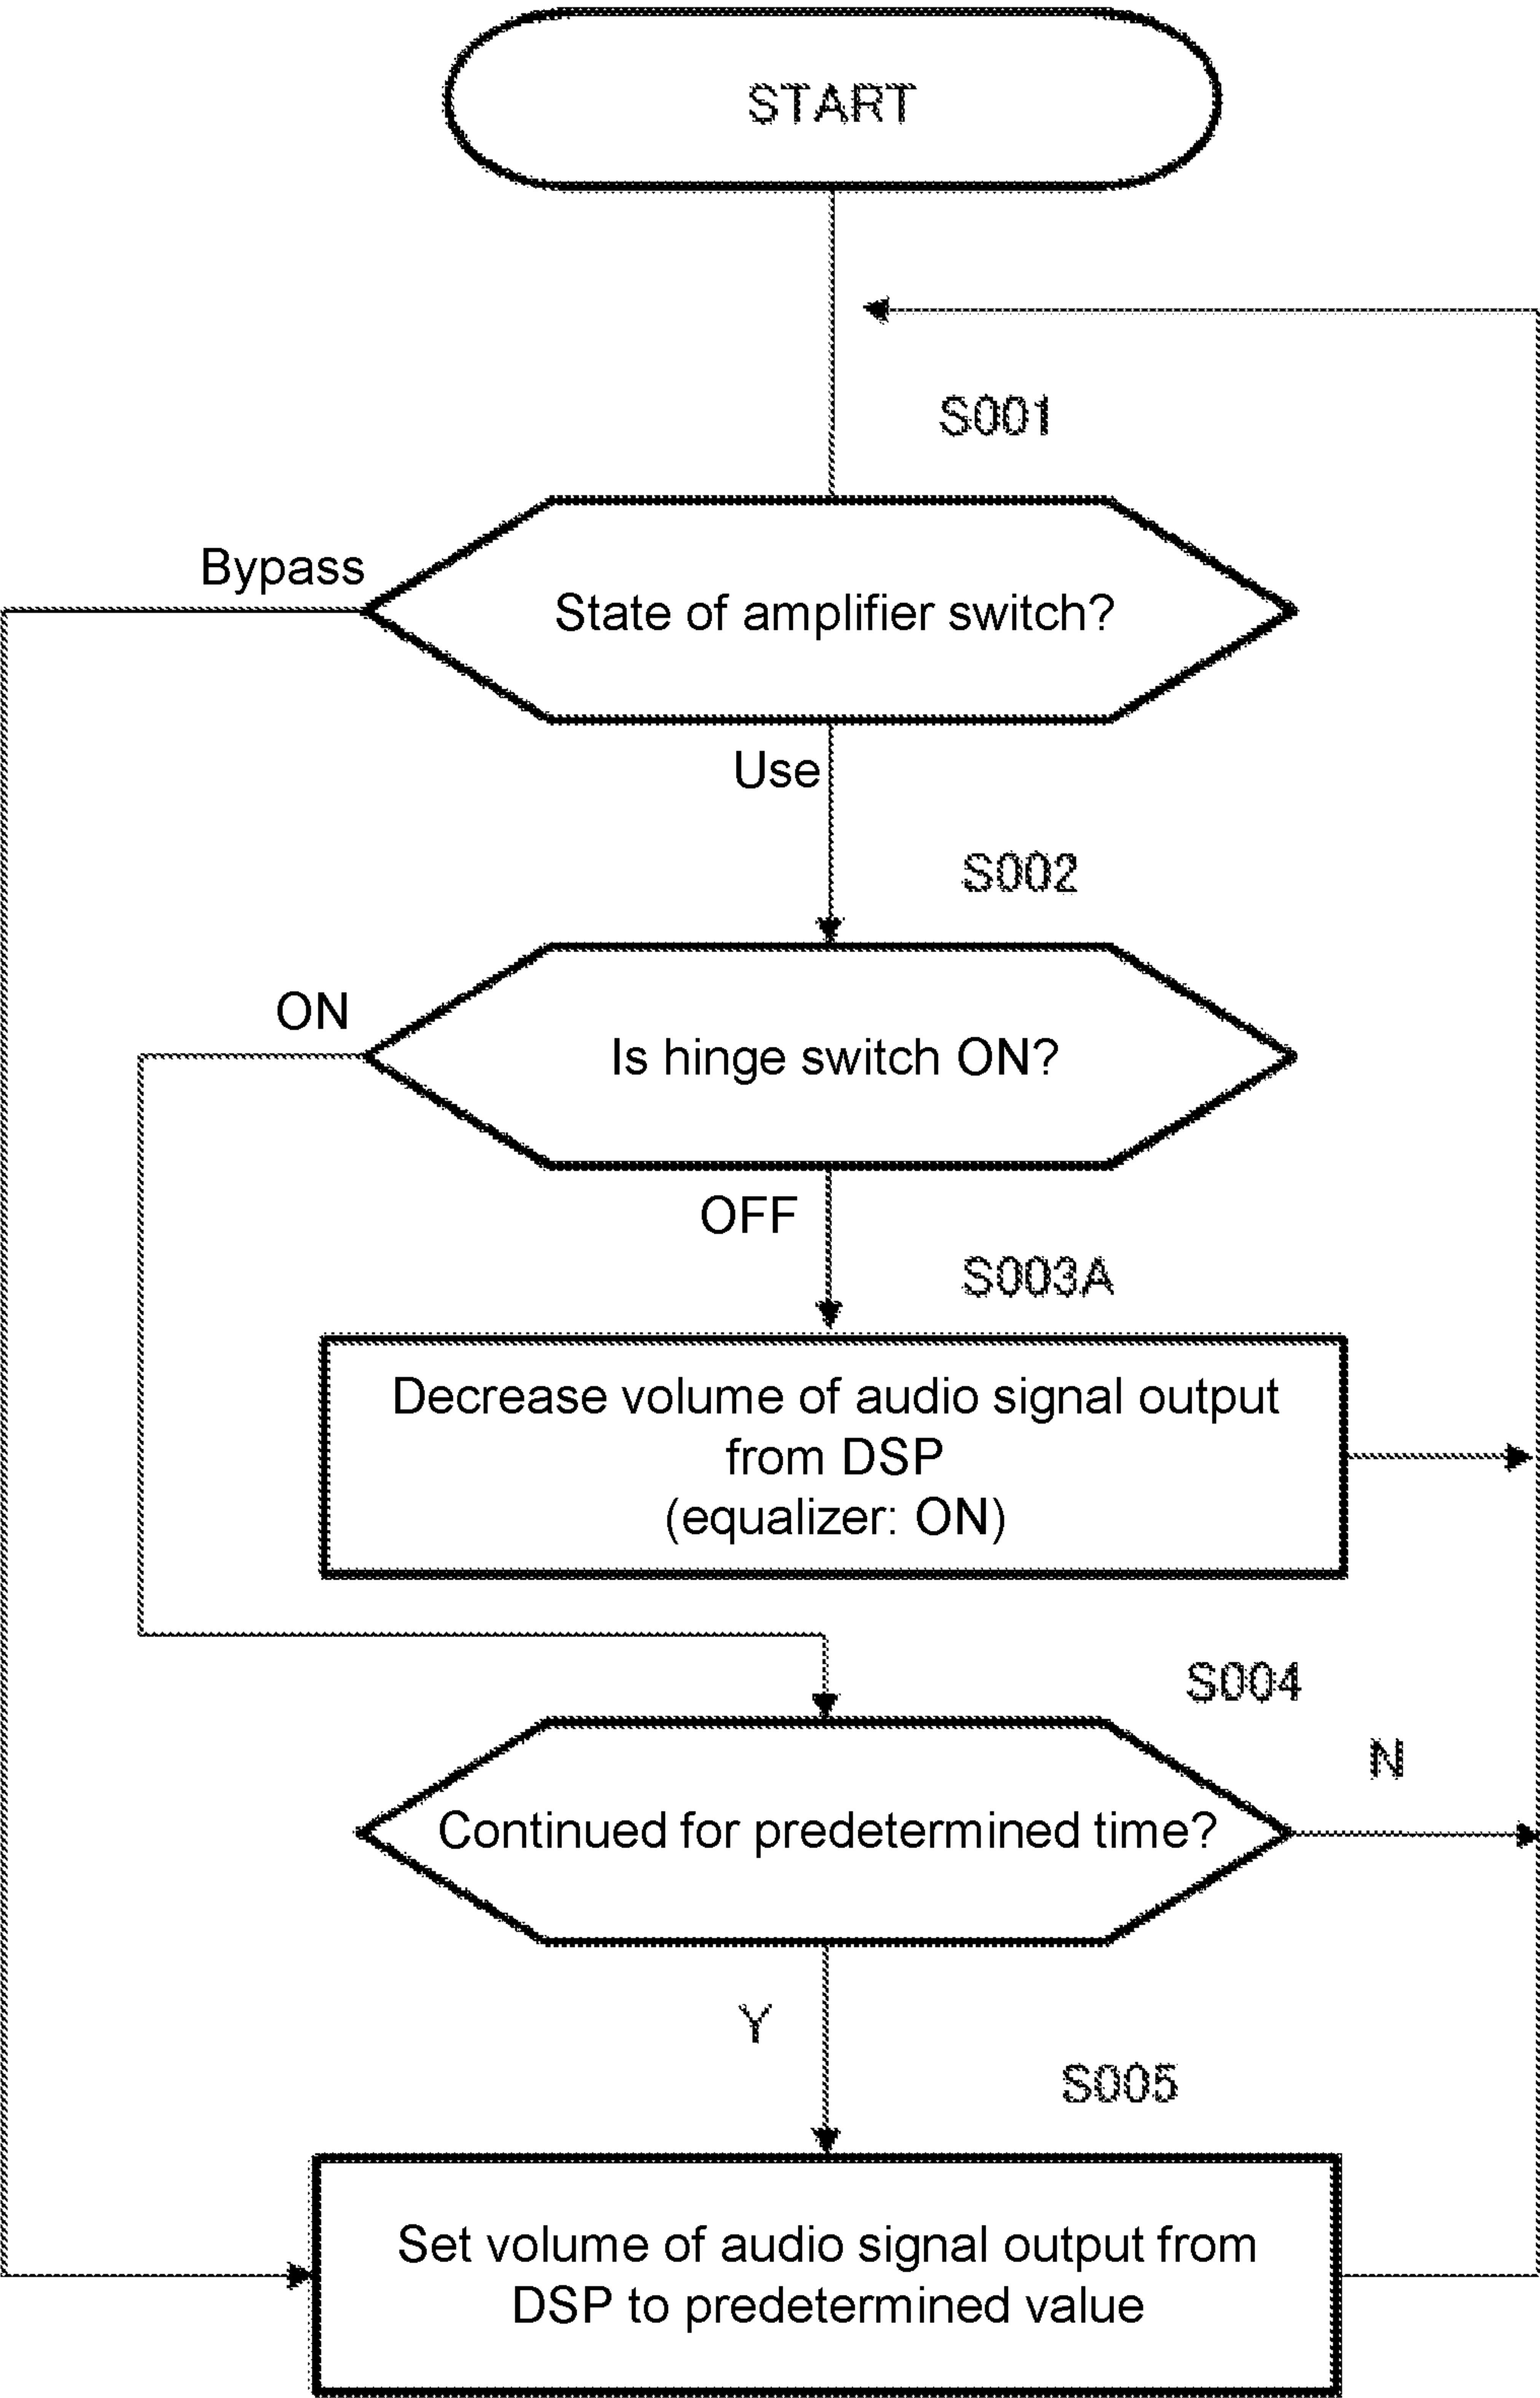 START
S001
Bypass
State of amplifier switch?
Use
S002
ON
Is hinge switch ON?
OFF
S003A
Decrease volume of audio signal output
from DSP
(equalizer: ON)
S004
N
Continued for predetermined time?
Y
S005
Set volume of audio signal output from
DSP to predetermined value